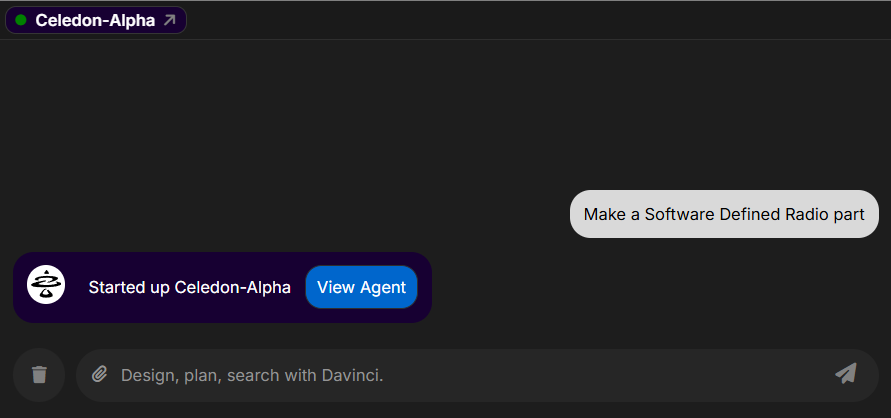 Celedon-Alpha
Make a Software Defined Radio part
Started up Celedon-Alpha View Agent
Design, plan, search with Davinci.